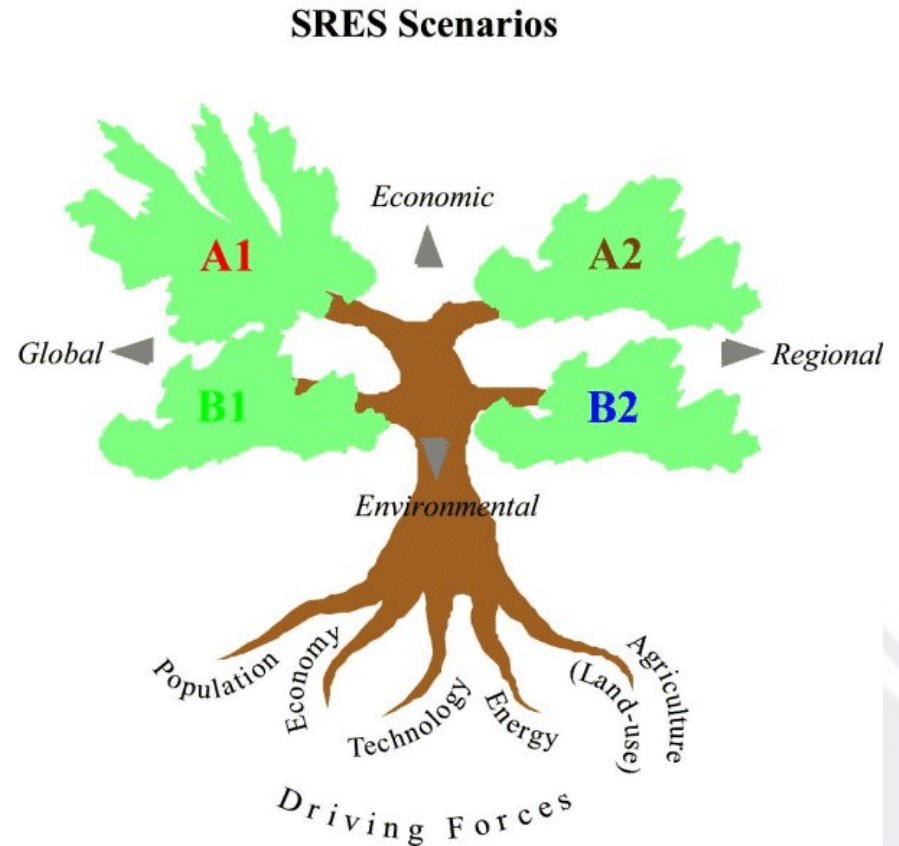 SRES Scenarios
Economic
A1
A2
Global
Regional
B1
B2
Environmental
Population
Economy
Technology
Energy
Agriculture
(Land-use)
Driving Forces